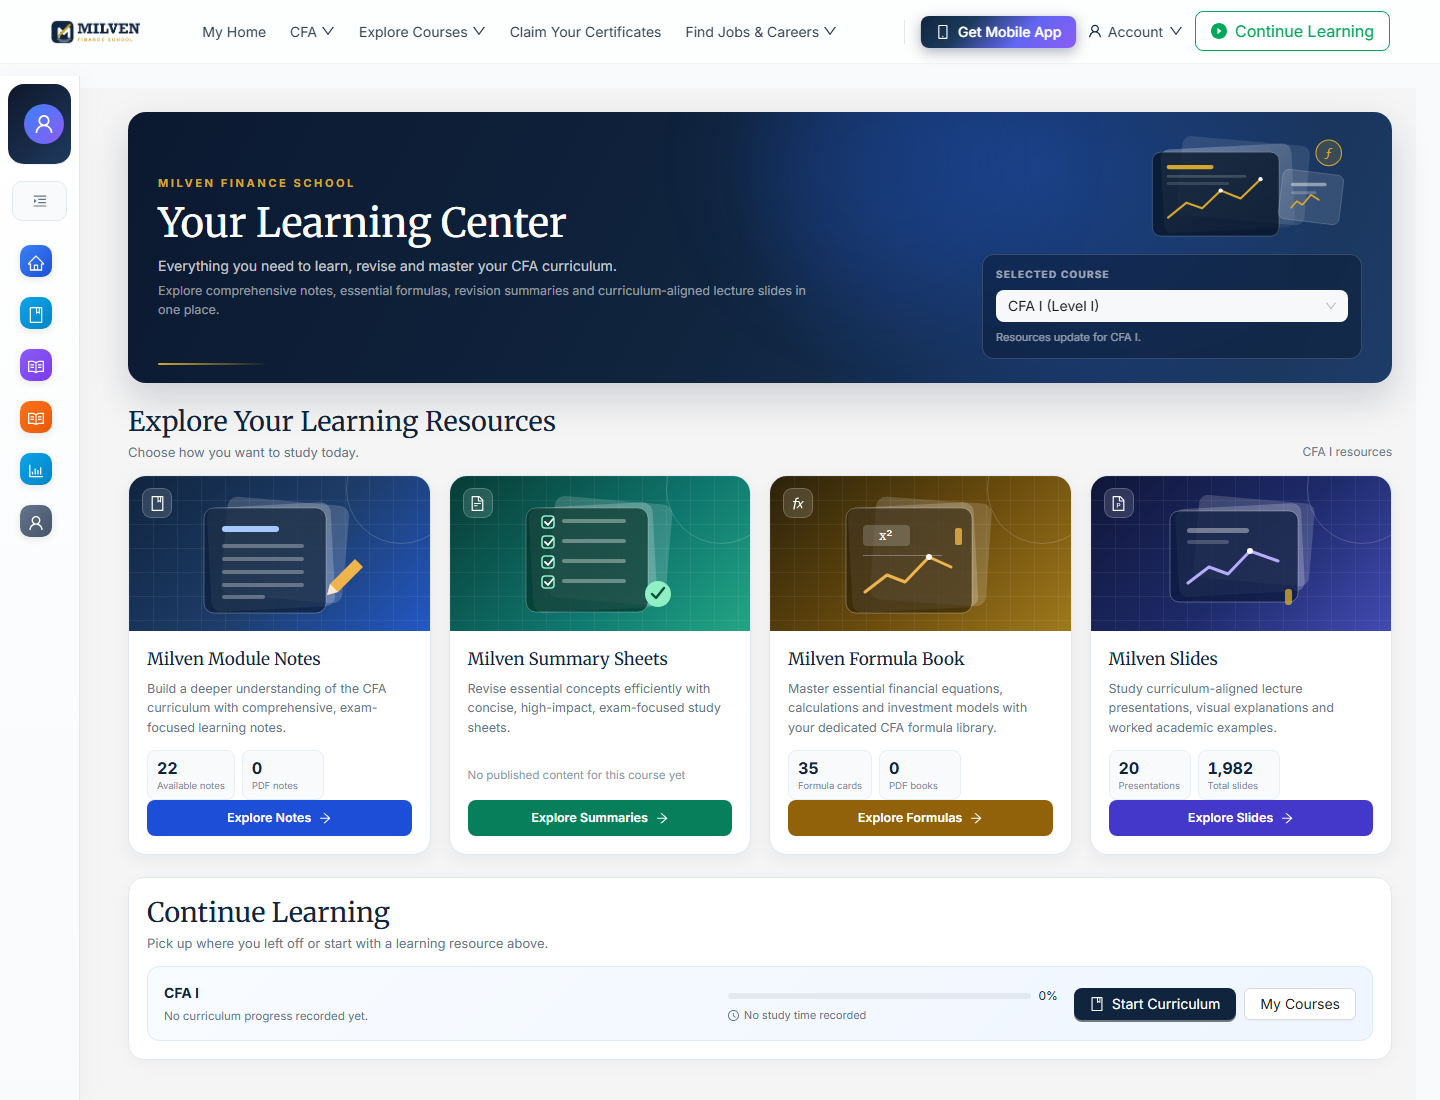 MILVEN
FINANCE SCHOOL
My Home
CFA
Explore Courses
Claim Your Certificates
Find Jobs & Careers
Get Mobile App
Account
Continue Learning
MILVEN FINANCE SCHOOL
Your Learning Center
Everything you need to learn, revise and master your CFA curriculum.
Explore comprehensive notes, essential formulas, revision summaries and curriculum-aligned lecture slides in
one place.
ƒ
SELECTED COURSE
CFA I (Level I)
Resources update for CFA I.
Explore Your Learning Resources
Choose how you want to study today.
CFA I resources
Milven Module Notes
Build a deeper understanding of the CFA
curriculum with comprehensive, exam-
focused learning notes.
22
Available notes
0
PDF notes
Explore Notes
Milven Summary Sheets
Revise essential concepts efficiently with
concise, high-impact, exam-focused study
sheets.
No published content for this course yet
Explore Summaries
fx
x²
Milven Formula Book
Master essential financial equations,
calculations and investment models with
your dedicated CFA formula library.
35
Formula cards
0
PDF books
Explore Formulas
P
Milven Slides
Study curriculum-aligned lecture
presentations, visual explanations and
worked academic examples.
20
Presentations
1,982
Total slides
Explore Slides
Continue Learning
Pick up where you left off or start with a learning resource above.
CFA I
No curriculum progress recorded yet.
0%
No study time recorded
Start Curriculum
My Courses